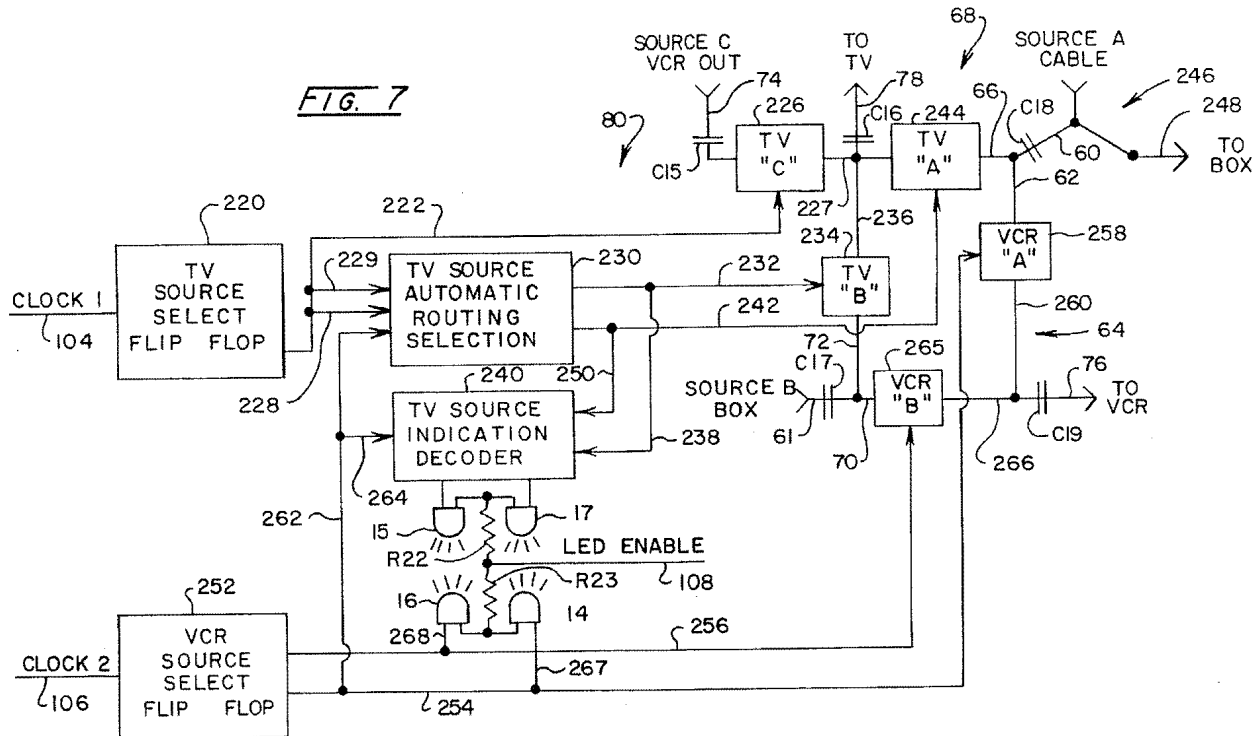 FIG. 7
SOURCE C
VCR OUT
TO
TV
68
SOURCE A
CABLE
74
78
226
C16
244
66
C18
246
248
80
C15
TV
"C"
TV
"A"
60
TO
BOX
62
220
222
227
236
234
TV
SOURCE
SELECT
FLIP FLOP
CLOCK 1
104
229
228
230
TV SOURCE
AUTOMATIC
ROUTING
SELECTION
232
242
TV
"B"
VCR
"A"
258
260
64
72
C17
265
76
240
250
TV SOURCE
INDICATION
DECODER
238
SOURCE B
BOX
61
70
VCR
"B"
266
C19
TO
VCR
264
262
15
17
R22
LED ENABLE
108
R23
16
14
252
268
267
256
VCR
SOURCE
SELECT
FLIP FLOP
CLOCK 2
106
254